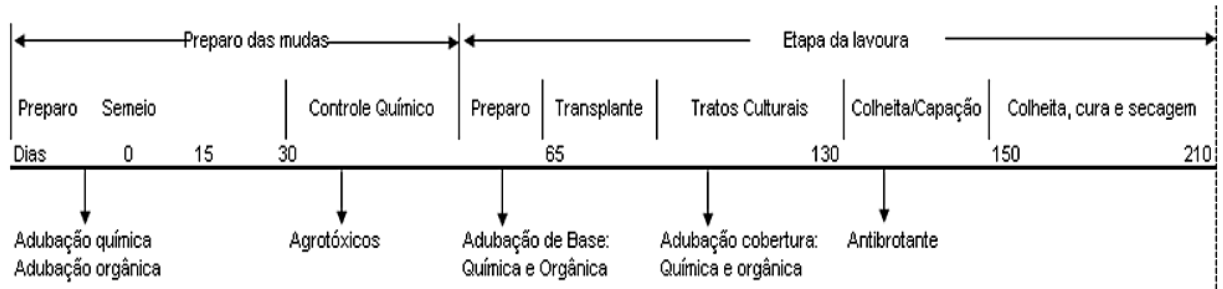 Preparo das mudas Etapa da lavoura
Preparo Semeio Controle Químico Preparo Transplante Tratos Culturais Colheita/Capação Colheita, cura e secagem
Dias 0 15 30 65 130 150 210
Adubação química Agrotóxicos Adubação de Base: Adubação cobertura: Antibrotante
Adubação orgânica Química e Orgânica Química e orgânica